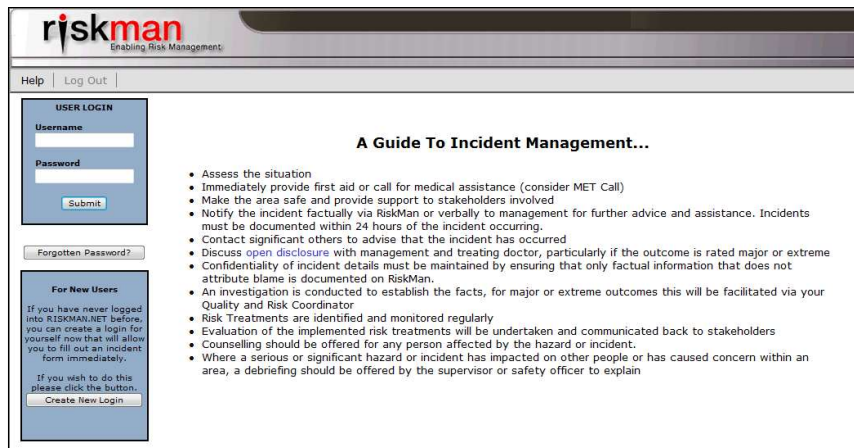 riskman
Enabling Risk Management
Help
Log Out
USER LOGIN
Username
Password
Submit
Forgotten Password?
For New Users
If you have never logged
into RISKMAN.NET before,
you can create a login for
yourself now that will allow
you to fill out an incident
form immediately.
If you wish to do this
please click the button.
Create New Login
A Guide To Incident Management...
• Assess the situation
• Immediately provide first aid or call for medical assistance (consider MET Call)
• Make the area safe and provide support to stakeholders involved
• Notify the incident factually via RiskMan or verbally to management for further advice and assistance. Incidents
must be documented within 24 hours of the incident occurring.
• Contact significant others to advise that the incident has occurred
• Discuss open disclosure with management and treating doctor, particularly if the outcome is rated major or extreme
• Confidentiality of incident details must be maintained by ensuring that only factual information that does not
attribute blame is documented on RiskMan.
• An investigation is conducted to establish the facts, for major or extreme outcomes this will be facilitated via your
Quality and Risk Coordinator
• Risk Treatments are identified and monitored regularly
• Evaluation of the implemented risk treatments will be undertaken and communicated back to stakeholders
• Counselling should be offered for any person affected by the hazard or incident.
• Where a serious or significant hazard or incident has impacted on other people or has caused concern within an
area, a debriefing should be offered by the supervisor or safety officer to explain